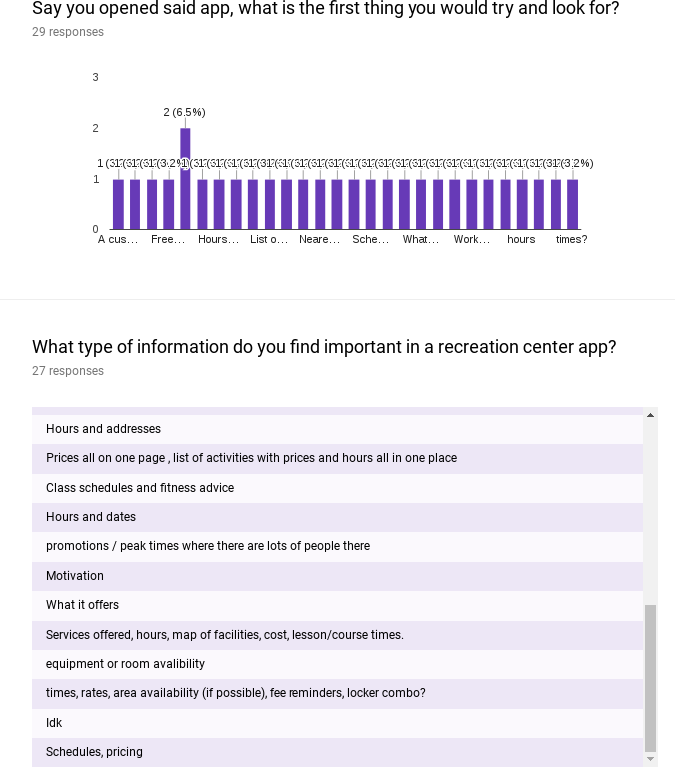 Say you opened said app, what is the first thing you would try and look for?
29 responses
3
2 (6.5%)
2
1
0
A cus... Free... Hours... List o... Neare... Sche... What... Work... hours times?
What type of information do you find important in a recreation center app?
27 responses
Hours and addresses
Prices all on one page , list of activities with prices and hours all in one place
Class schedules and fitness advice
Hours and dates
promotions / peak times where there are lots of people there
Motivation
What it offers
Services offered, hours, map of facilities, cost, lesson/course times.
equipment or room avalibility
times, rates, area availability (if possible), fee reminders, locker combo?
Idk
Schedules, pricing